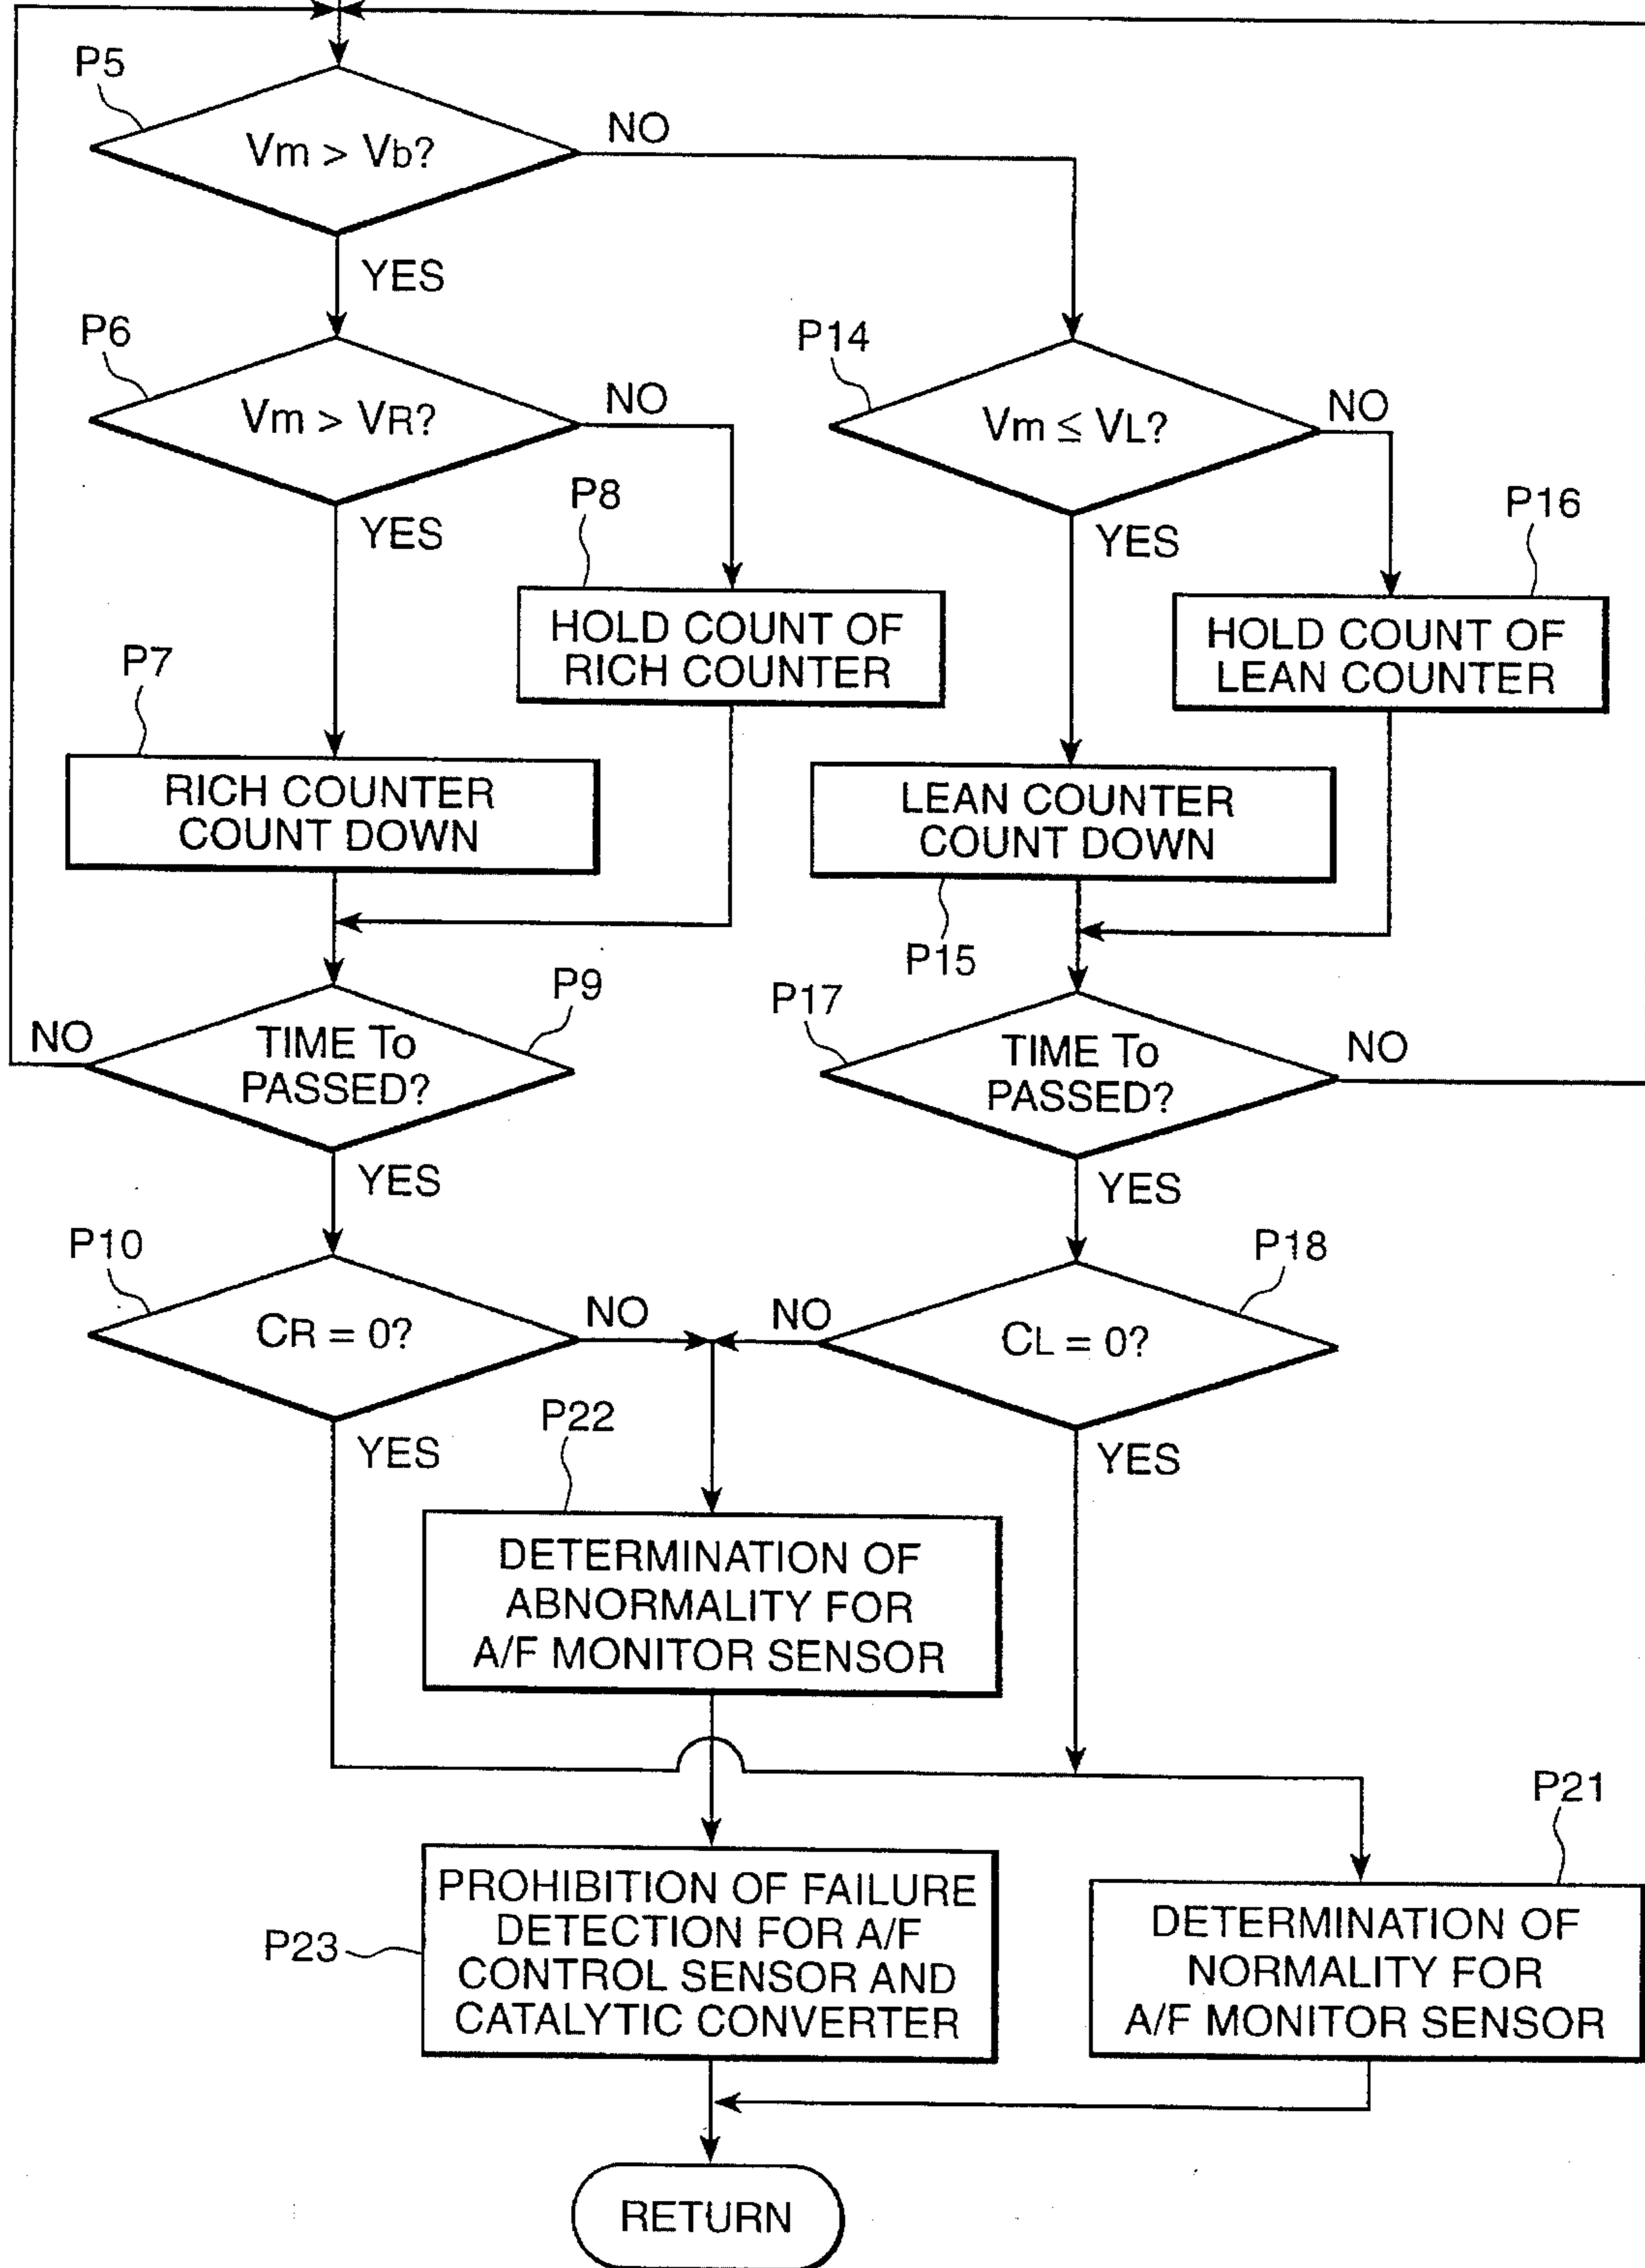 P5
Vm > Vb?
NO
YES
P6
Vm > VR?
NO
YES
P14
Vm ≤ VL?
NO
YES
P8
HOLD COUNT OF
RICH COUNTER
P16
HOLD COUNT OF
LEAN COUNTER
P7
RICH COUNTER
COUNT DOWN
LEAN COUNTER
COUNT DOWN
P15
P9
NO
TIME To
PASSED?
YES
P17
TIME To
PASSED?
NO
YES
P10
CR = 0?
NO
YES
P18
NO
CL = 0?
YES
P22
DETERMINATION OF
ABNORMALITY FOR
A/F MONITOR SENSOR
P23
PROHIBITION OF FAILURE
DETECTION FOR A/F
CONTROL SENSOR AND
CATALYTIC CONVERTER
P21
DETERMINATION OF
NORMALITY FOR
A/F MONITOR SENSOR
RETURN